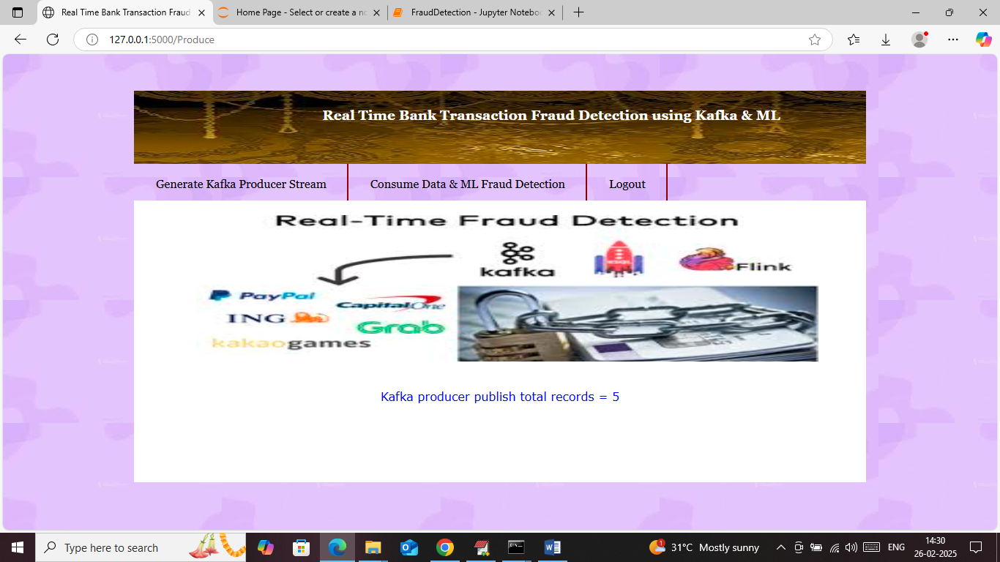 Real Time Bank Transaction Fraud
Home Page - Select or create a no
FraudDetection - Jupyter Notebo
127.0.0.1:5000/Produce
Real Time Bank Transaction Fraud Detection using Kafka & ML
Generate Kafka Producer Stream
Consume Data & ML Fraud Detection
Logout
Real-Time Fraud Detection
kafka
Flink
PayPal
CapitalOne
ING
Grab
kakaogames
Kafka producer publish total records = 5
Type here to search
1
31°C Mostly sunny
ENG
14:30
26-02-2025